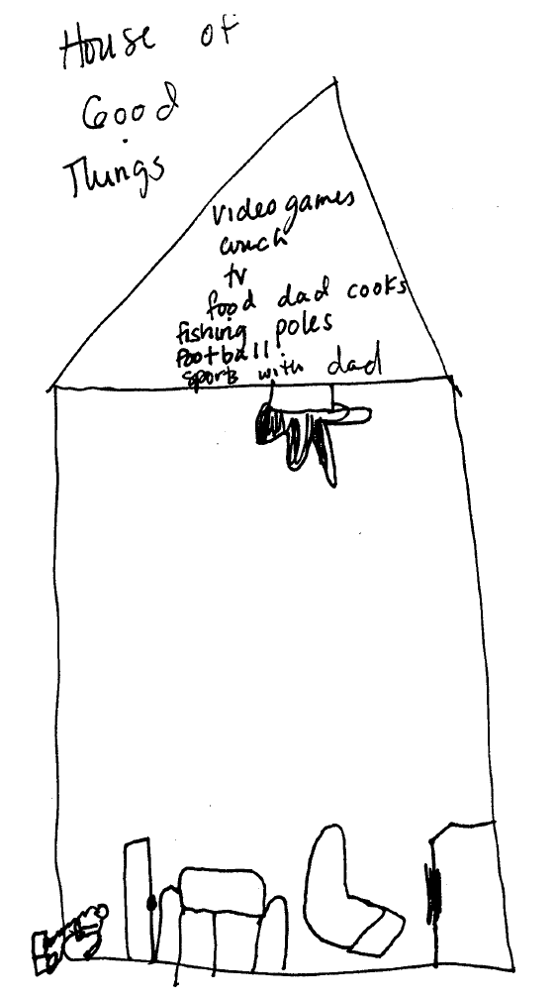 House of
Good
Things
video games
couch
tv
food dad cooks
fishing poles
football
sports with dad